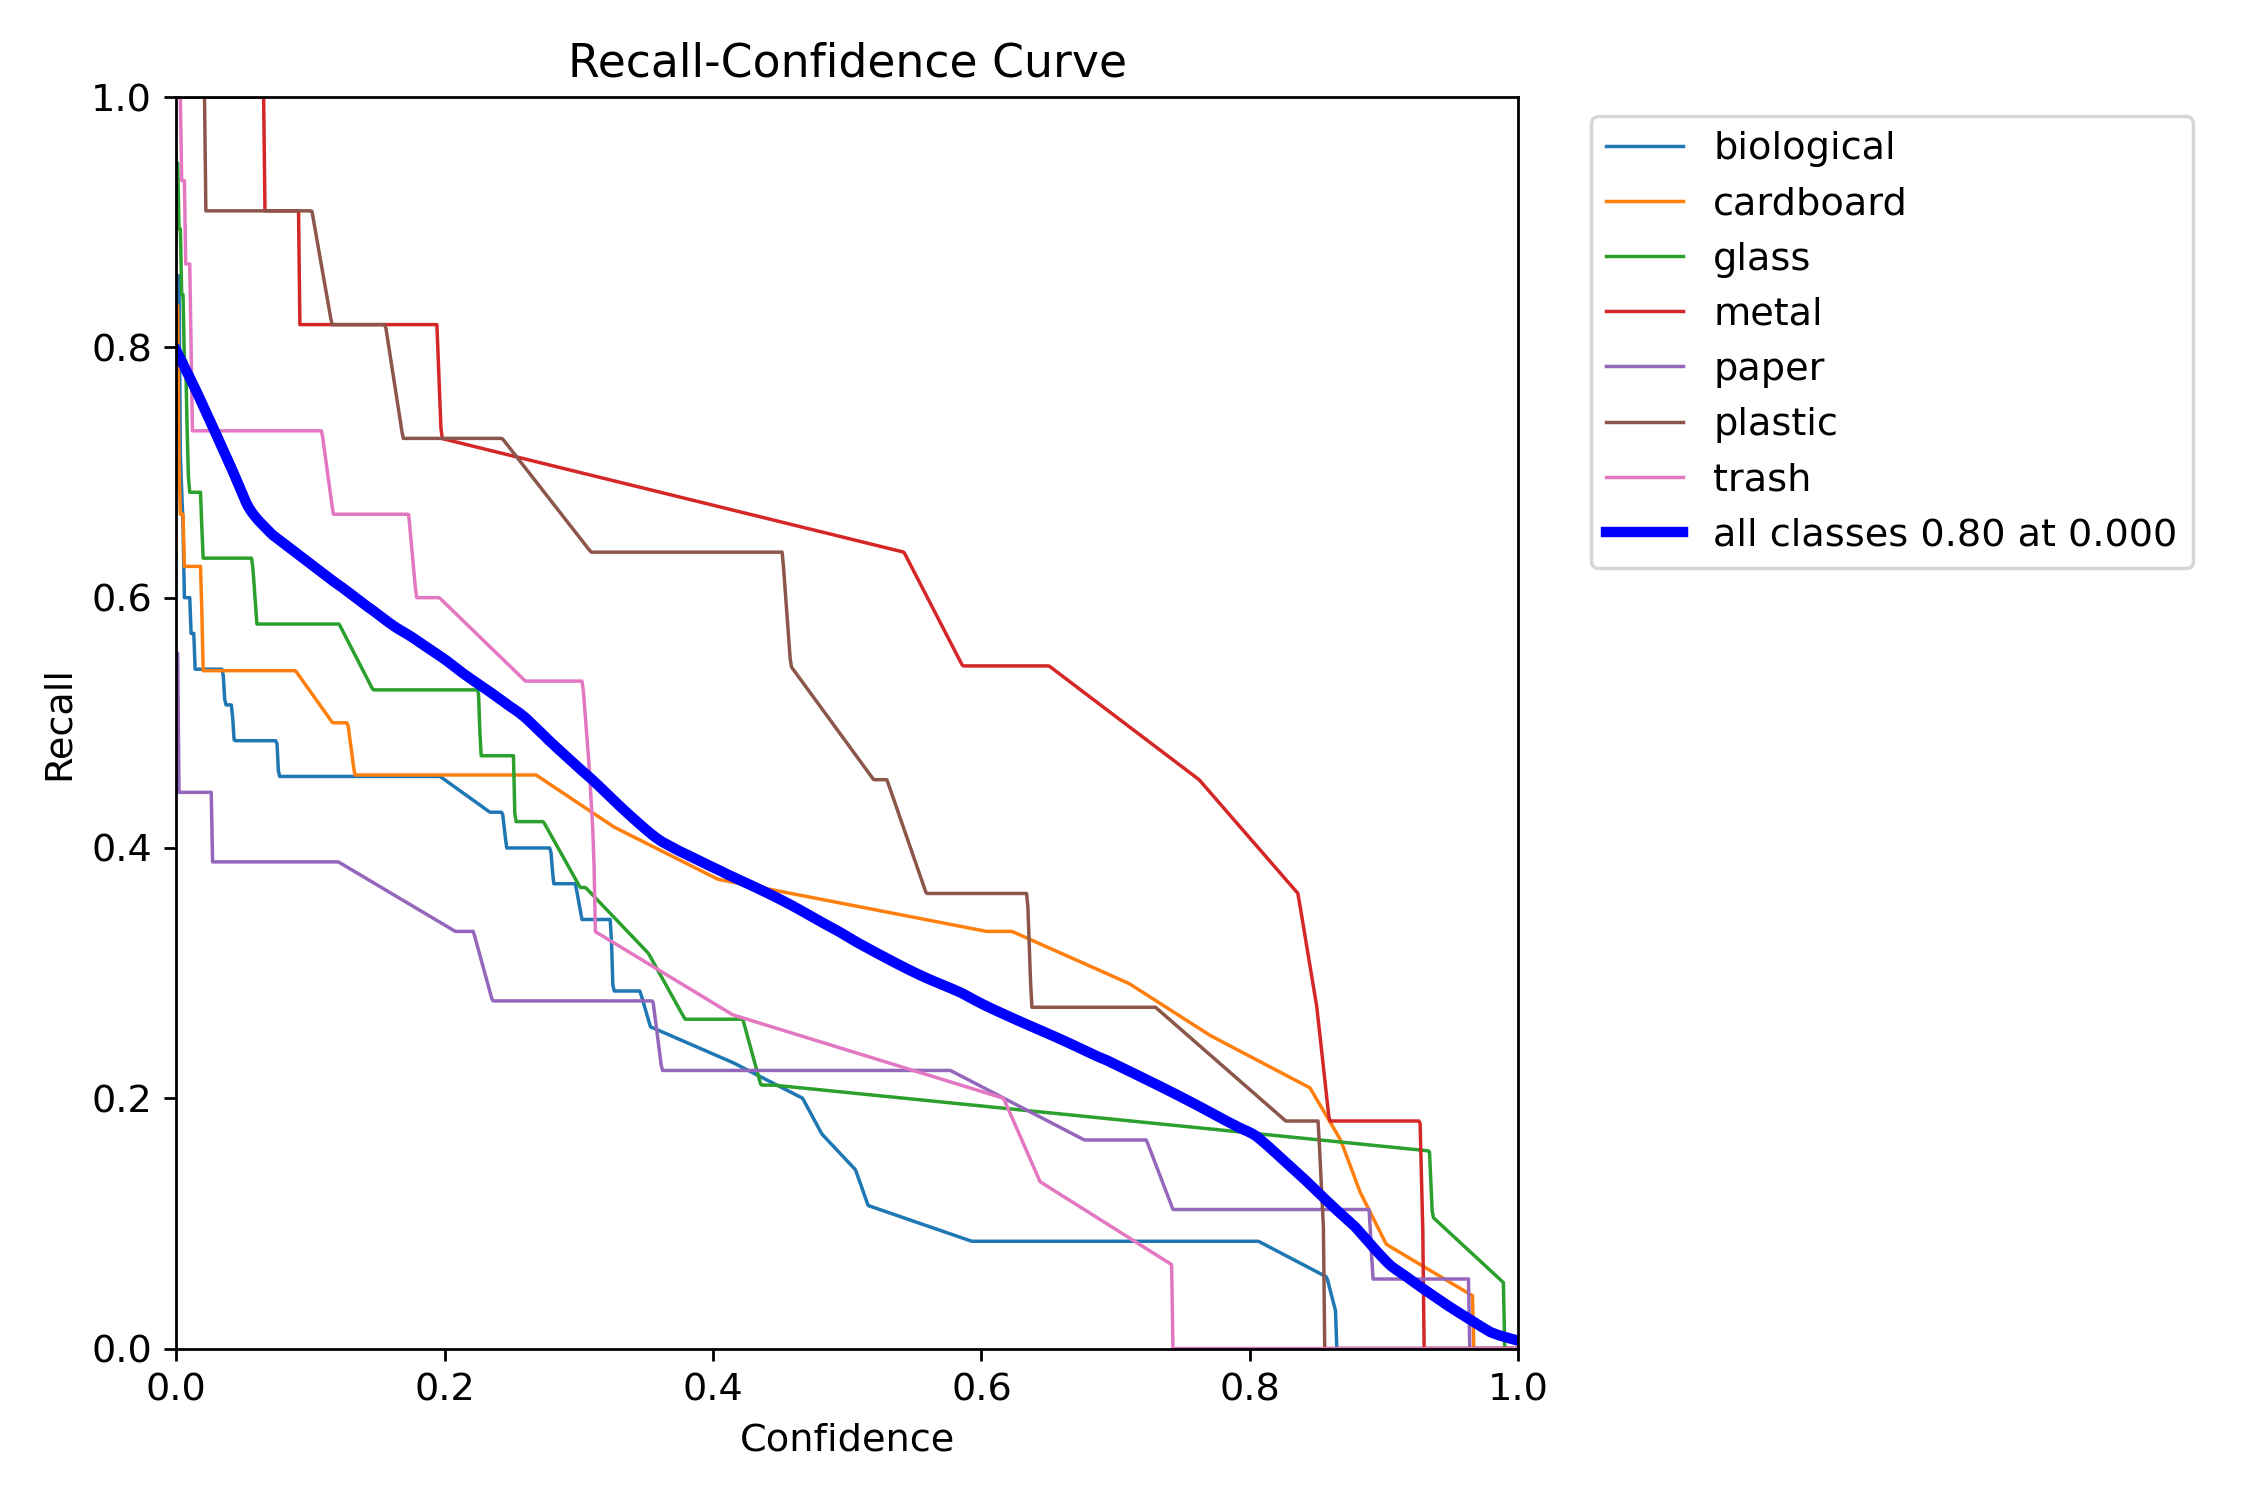 Recall-Confidence Curve
1.0
0.8
0.6
0.4
0.2
0.0
Recall
0.0 0.2 0.4 0.6 0.8 1.0
Confidence
biological
cardboard
glass
metal
paper
plastic
trash
all classes 0.80 at 0.000